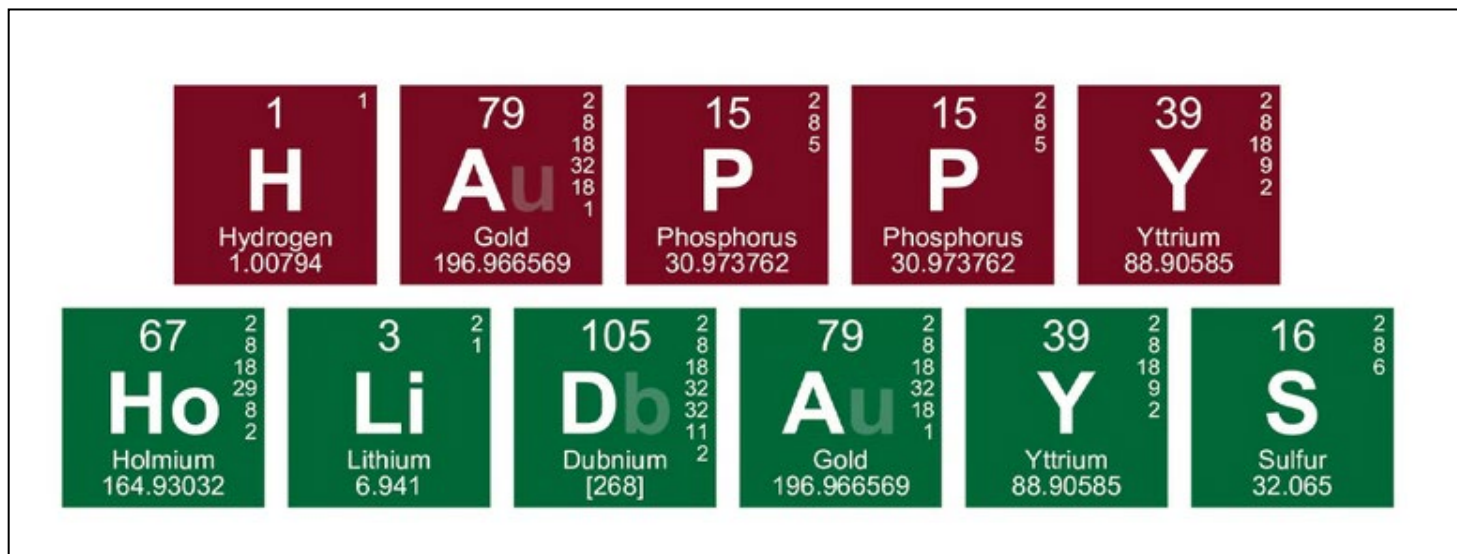 1 1 79 2 8 18 32 18 1 15 2 8 5 15 2 8 5 39 2 8 18 9 2
H Au P P Y
Hydrogen Gold Phosphorus Phosphorus Yttrium
1.00794 196.966569 30.973762 30.973762 88.90585
67 2 8 18 29 8 2 3 2 1 105 2 8 18 32 32 11 2 79 2 8 18 32 18 1 39 2 8 18 9 2 16 2 8 6
Ho Li Db Au Y S
Holmium Lithium Dubnium Gold Yttrium Sulfur
164.93032 6.941 [268] 196.966569 88.90585 32.065